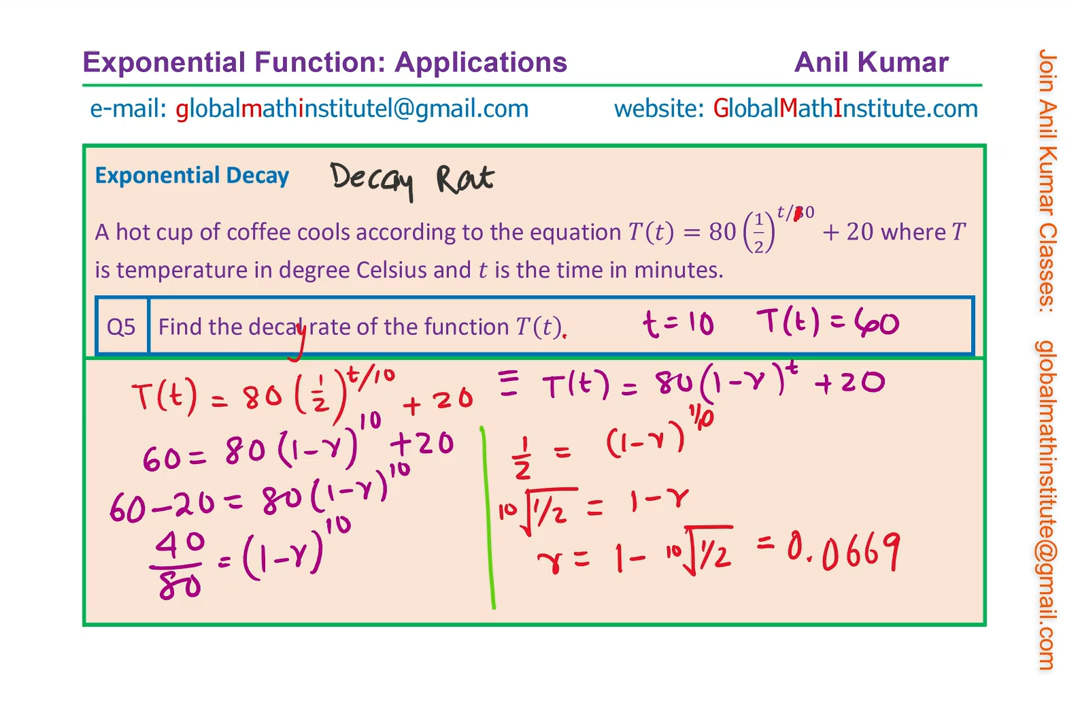 Exponential Function: Applications Anil Kumar
e-mail: globalmathinstitutel@gmail.com website: GlobalMathInstitute.com
Exponential Decay Decay Rat
A hot cup of coffee cools according to the equation T(t) = 80(1/2)^(t/10) + 20 where T
is temperature in degree Celsius and t is the time in minutes.
Q5 Find the decay rate of the function T(t). t = 10 T(t) = 60
T(t) = 80(1/2)^(t/10) + 20 ≡ T(t) = 80(1-r)^t + 20
60 = 80(1-r)^10 + 20
60-20 = 80(1-r)^10
40/80 = (1-r)^10
1/2 = (1-r)^10
10√1/2 = 1-r
r = 1 - 10√1/2 = 0.0669
Join Anil Kumar Classes: globalmathinstitute@gmail.com